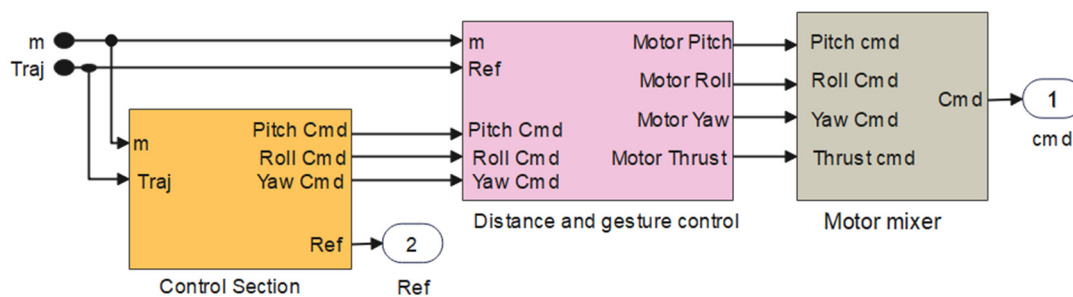 m
Traj
m
Traj
Pitch Cmd
Roll Cmd
Yaw Cmd
Ref
Control Section
2
Ref
m
Ref
Pitch Cmd
Roll Cmd
Yaw Cmd
Motor Pitch
Motor Roll
Motor Yaw
Motor Thrust
Distance and gesture control
Pitch cmd
Roll Cmd
Yaw Cmd
Thrust cmd
Cmd
Motor mixer
1
cmd